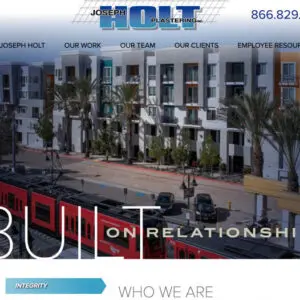 JOSEPH
HOLT
PLASTERING INC.
866.829
JOSEPH HOLT OUR WORK OUR TEAM OUR CLIENTS EMPLOYEE RESOU
BUILT ON RELATIONSHI
INTEGRITY
WHO WE ARE